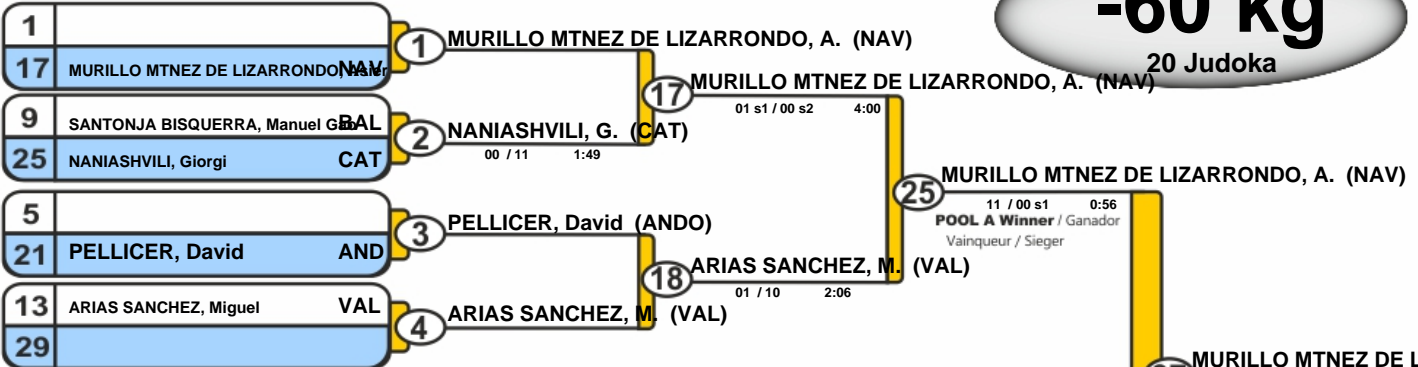 -60 kg
20 Judoka
1
17 MURILLO MTNEZ DE LIZARRONDO, Asier NAV
9 SANTONJA BISQUERRA, Manuel Gab BAL
25 NANIASHVILI, Giorgi CAT
5
21 PELLICER, David AND
13 ARIAS SANCHEZ, Miguel VAL
29
1 MURILLO MTNEZ DE LIZARRONDO, A. (NAV)
2 NANIASHVILI, G. (CAT)
00 / 11 1:49
3 PELLICER, David (ANDO)
4 ARIAS SANCHEZ, M. (VAL)
17 MURILLO MTNEZ DE LIZARRONDO, A. (NAV)
01 s1 / 00 s2 4:00
18 ARIAS SANCHEZ, M. (VAL)
01 / 10 2:06
25 MURILLO MTNEZ DE LIZARRONDO, A. (NAV)
11 / 00 s1 0:56
POOL A Winner / Ganador
Vainqueur / Sieger
MURILLO MTNEZ DE L